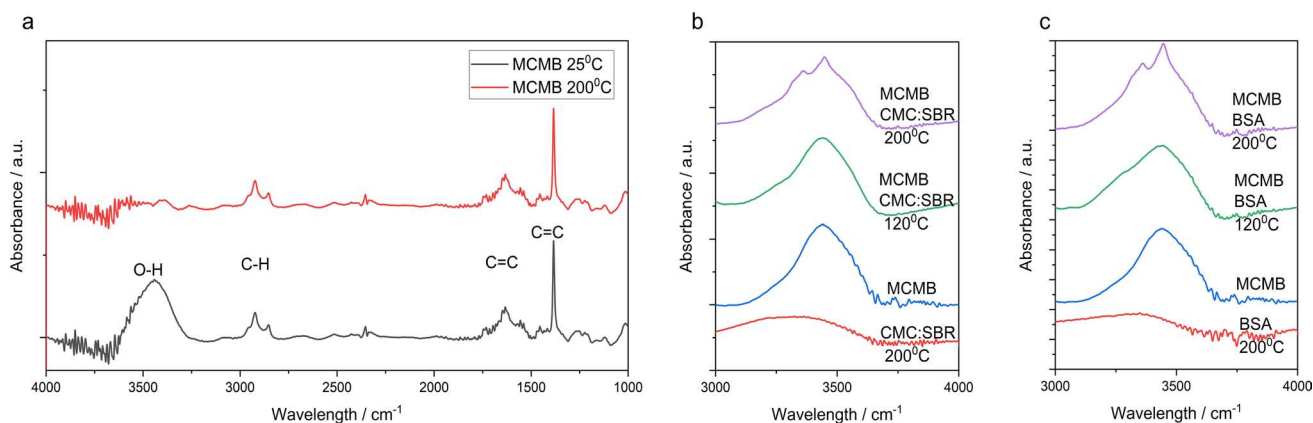 a
MCMB 25⁰C
MCMB 200⁰C
O-H
C-H
C=C
C=C
Absorbance / a.u.
4000 3500 3000 2500 2000 1500 1000
Wavelength / cm⁻¹
b
MCMB
CMC:SBR
200⁰C
MCMB
CMC:SBR
120⁰C
MCMB
CMC:SBR
200⁰C
Absorbance / a.u.
3000 3500 4000
Wavelength / cm⁻¹
c
MCMB
BSA
200⁰C
MCMB
BSA
120⁰C
MCMB
BSA
200⁰C
Absorbance / a.u.
3000 3500 4000
Wavelength / cm⁻¹